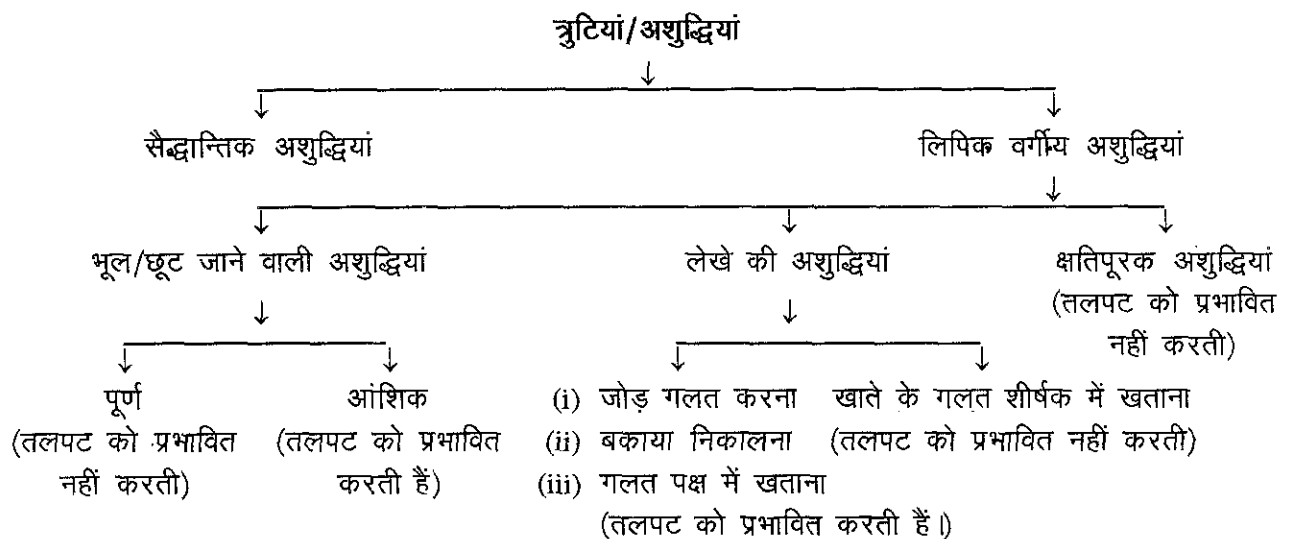 त्रुटियां/अशुद्धियां
सैद्धान्तिक अशुद्धियां लिपिक वर्गीय अशुद्धियां
भूल/छूट जाने वाली अशुद्धियां लेखे की अशुद्धियां क्षतिपूरक अशुद्धियां
(तलपट को प्रभावित
नहीं करती)
पूर्ण आंशिक (i) जोड़ गलत करना खाते के गलत शीर्षक में खताना
(तलपट को प्रभावित (तलपट को प्रभावित (ii) बकाया निकालना (तलपट को प्रभावित नहीं करती)
नहीं करती) करती हैं) (iii) गलत पक्ष में खताना
(तलपट को प्रभावित करती हैं।)